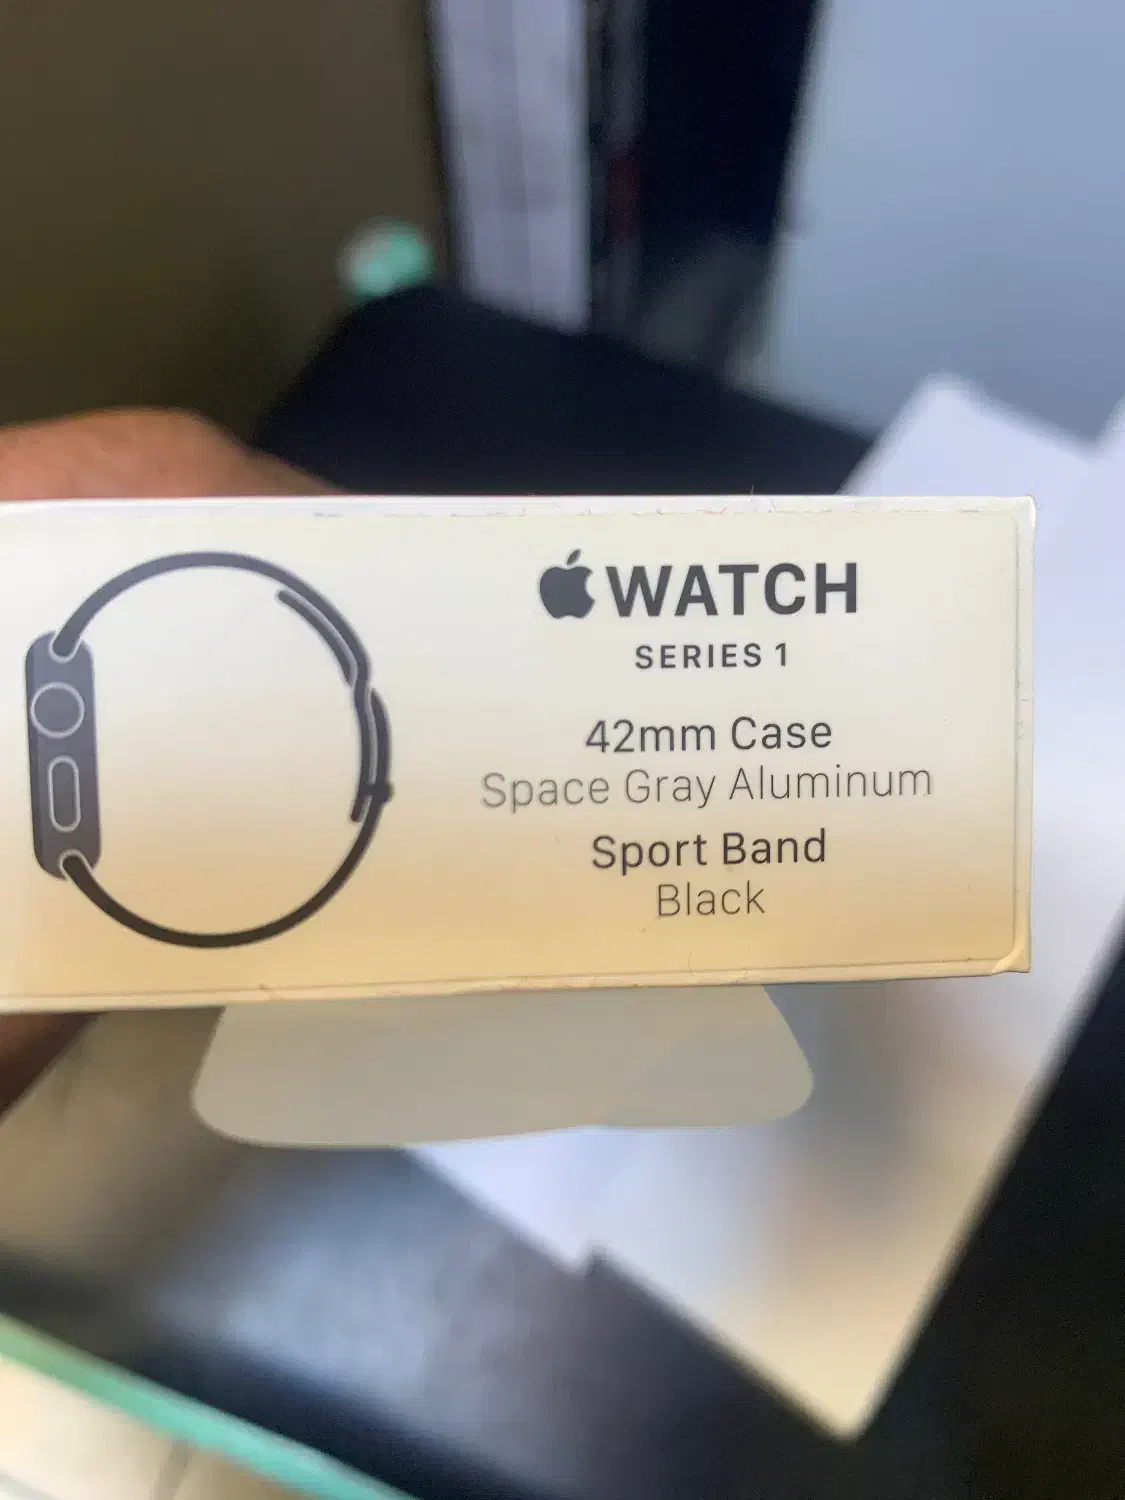 WATCH
SERIES 1
42mm Case
Space Gray Aluminum
Sport Band
Black